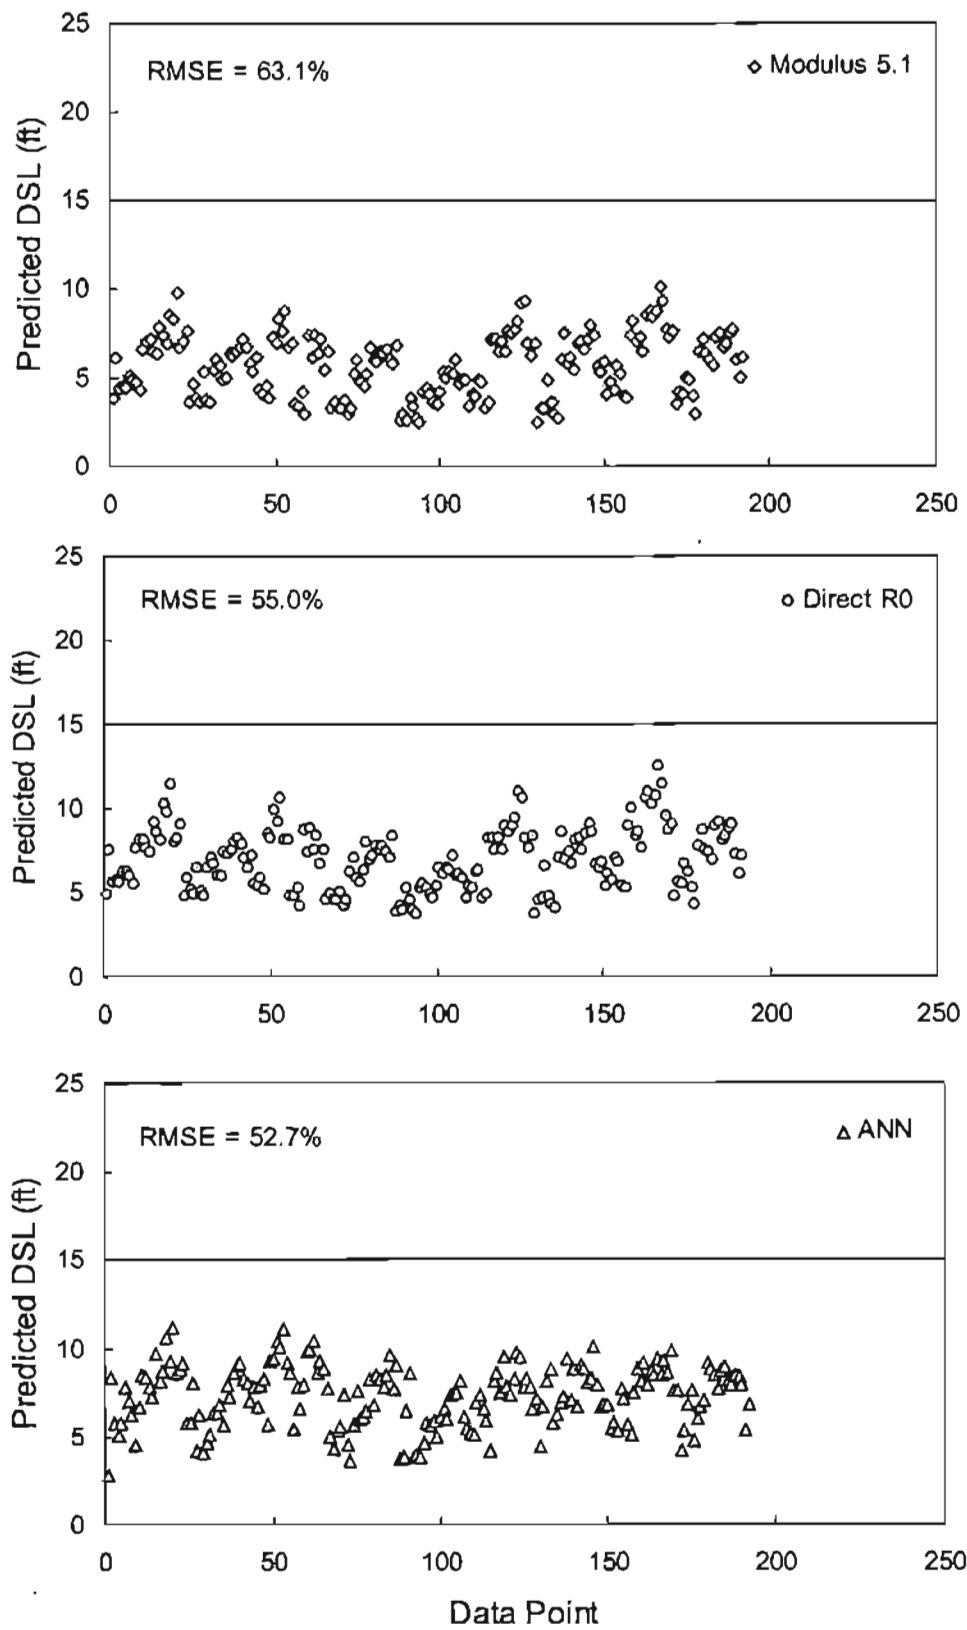 25
RMSE = 63.1%
◇ Modulus 5.1
20
15
10
5
0
Predicted DSL (ft)
0 50 100 150 200 250
25
RMSE = 55.0%
○ Direct R0
20
15
10
5
0
Predicted DSL (ft)
0 50 100 150 200 250
25
RMSE = 52.7%
△ ANN
20
15
10
5
0
Predicted DSL (ft)
0 50 100 150 200 250
Data Point